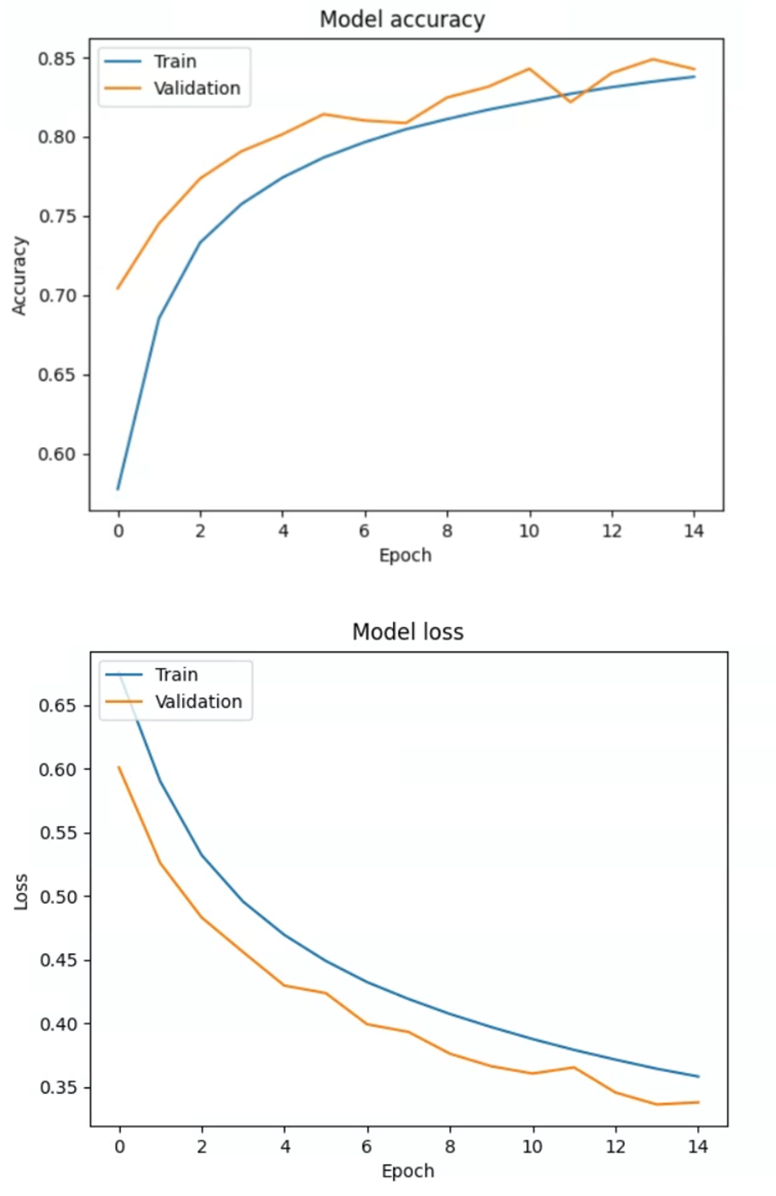 Model accuracy
Train
Validation
0.85
0.80
0.75
0.70
0.65
0.60
Accuracy
0 2 4 6 8 10 12 14
Epoch
Model loss
Train
Validation
0.65
0.60
0.55
0.50
0.45
0.40
0.35
Loss
0 2 4 6 8 10 12 14
Epoch